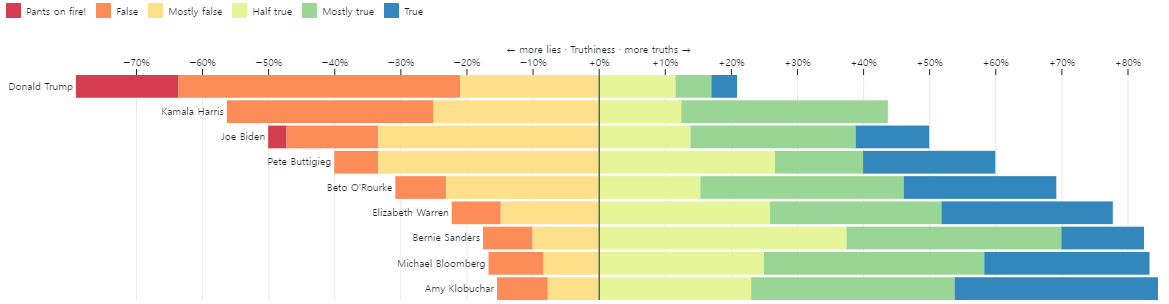 Pants on fire! False Mostly false Half true Mostly true True
← more lies · Truthiness · more truths →
−70% −60% −50% −40% −30% −20% −10% +0% +10% +20% +30% +40% +50% +60% +70% +80%
Donald Trump
Kamala Harris
Joe Biden
Pete Buttigieg
Beto O'Rourke
Elizabeth Warren
Bernie Sanders
Michael Bloomberg
Amy Klobuchar